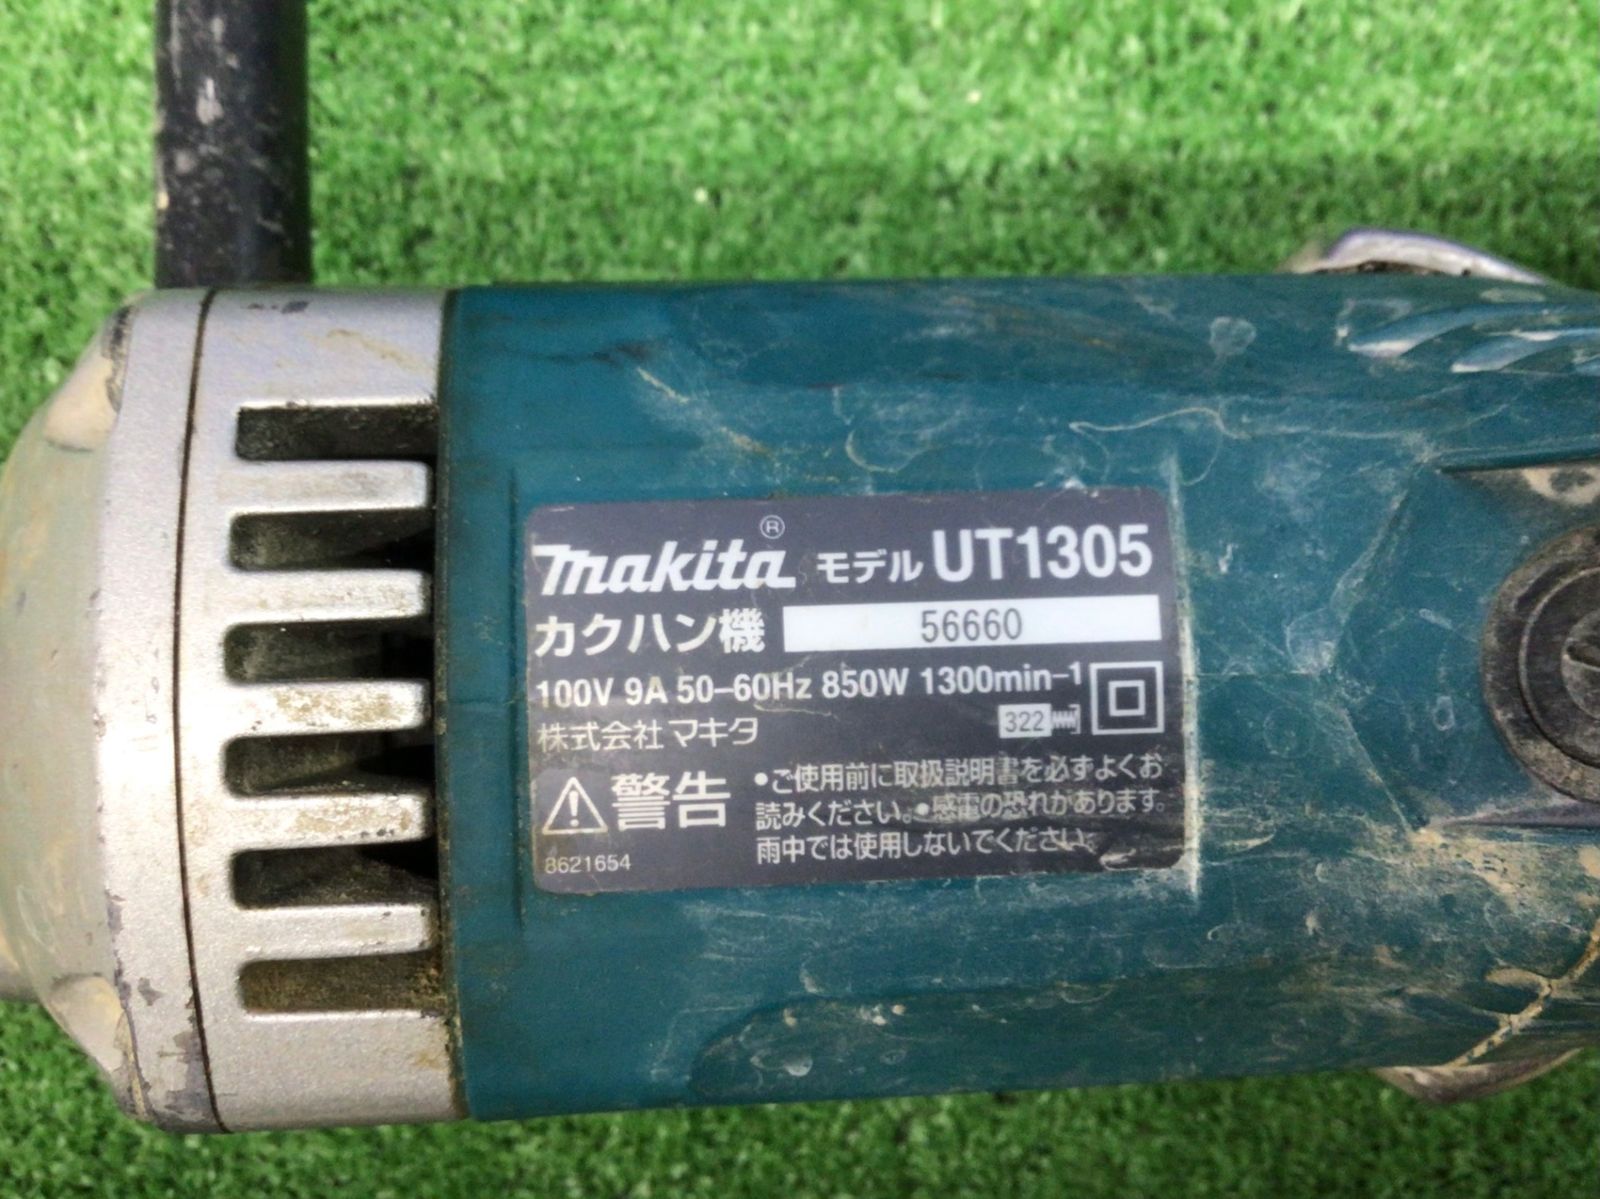 makita® モデル UT1305
カクハン機 56660
100V 9A 50-60Hz 850W 1300min-1
株式会社 マキタ 322
警告 •ご使用前に取扱説明書を必ずよくお
読みください。•感電の恐れがあります。
雨中では使用しないでください。
8621654